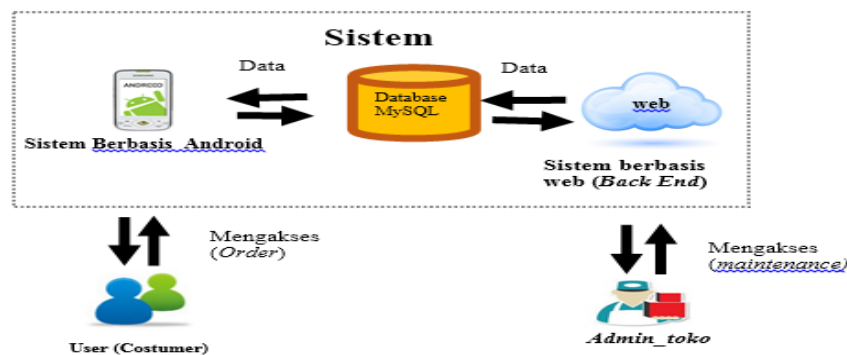 Sistem
Data
Data
ANDROID
Database
MySQL
web
Sistem Berbasis Android
Sistem berbasis
web (Back End)
Mengakses
(Order)
Mengakses
(maintenance)
User (Costumer)
Admin_toko